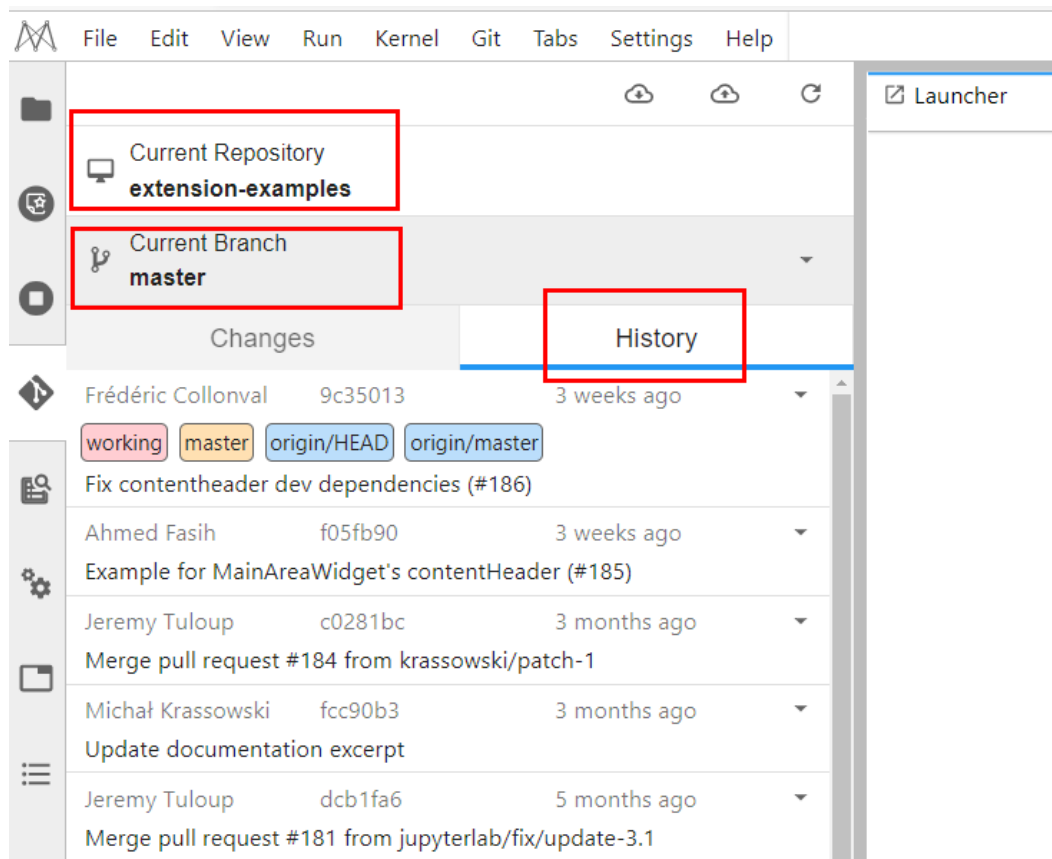 File Edit View Run Kernel Git Tabs Settings Help
Launcher
Current Repository
extension-examples
Current Branch
master
Changes History
Frédéric Collonval 9c35013 3 weeks ago
working master origin/HEAD origin/master
Fix contentheader dev dependencies (#186)
Ahmed Fasih f05fb90 3 weeks ago
Example for MainAreaWidget's contentHeader (#185)
Jeremy Tuloup c0281bc 3 months ago
Merge pull request #184 from krassowski/patch-1
Michał Krassowski fcc90b3 3 months ago
Update documentation excerpt
Jeremy Tuloup dcb1fa6 5 months ago
Merge pull request #181 from jupyterlab/fix/update-3.1